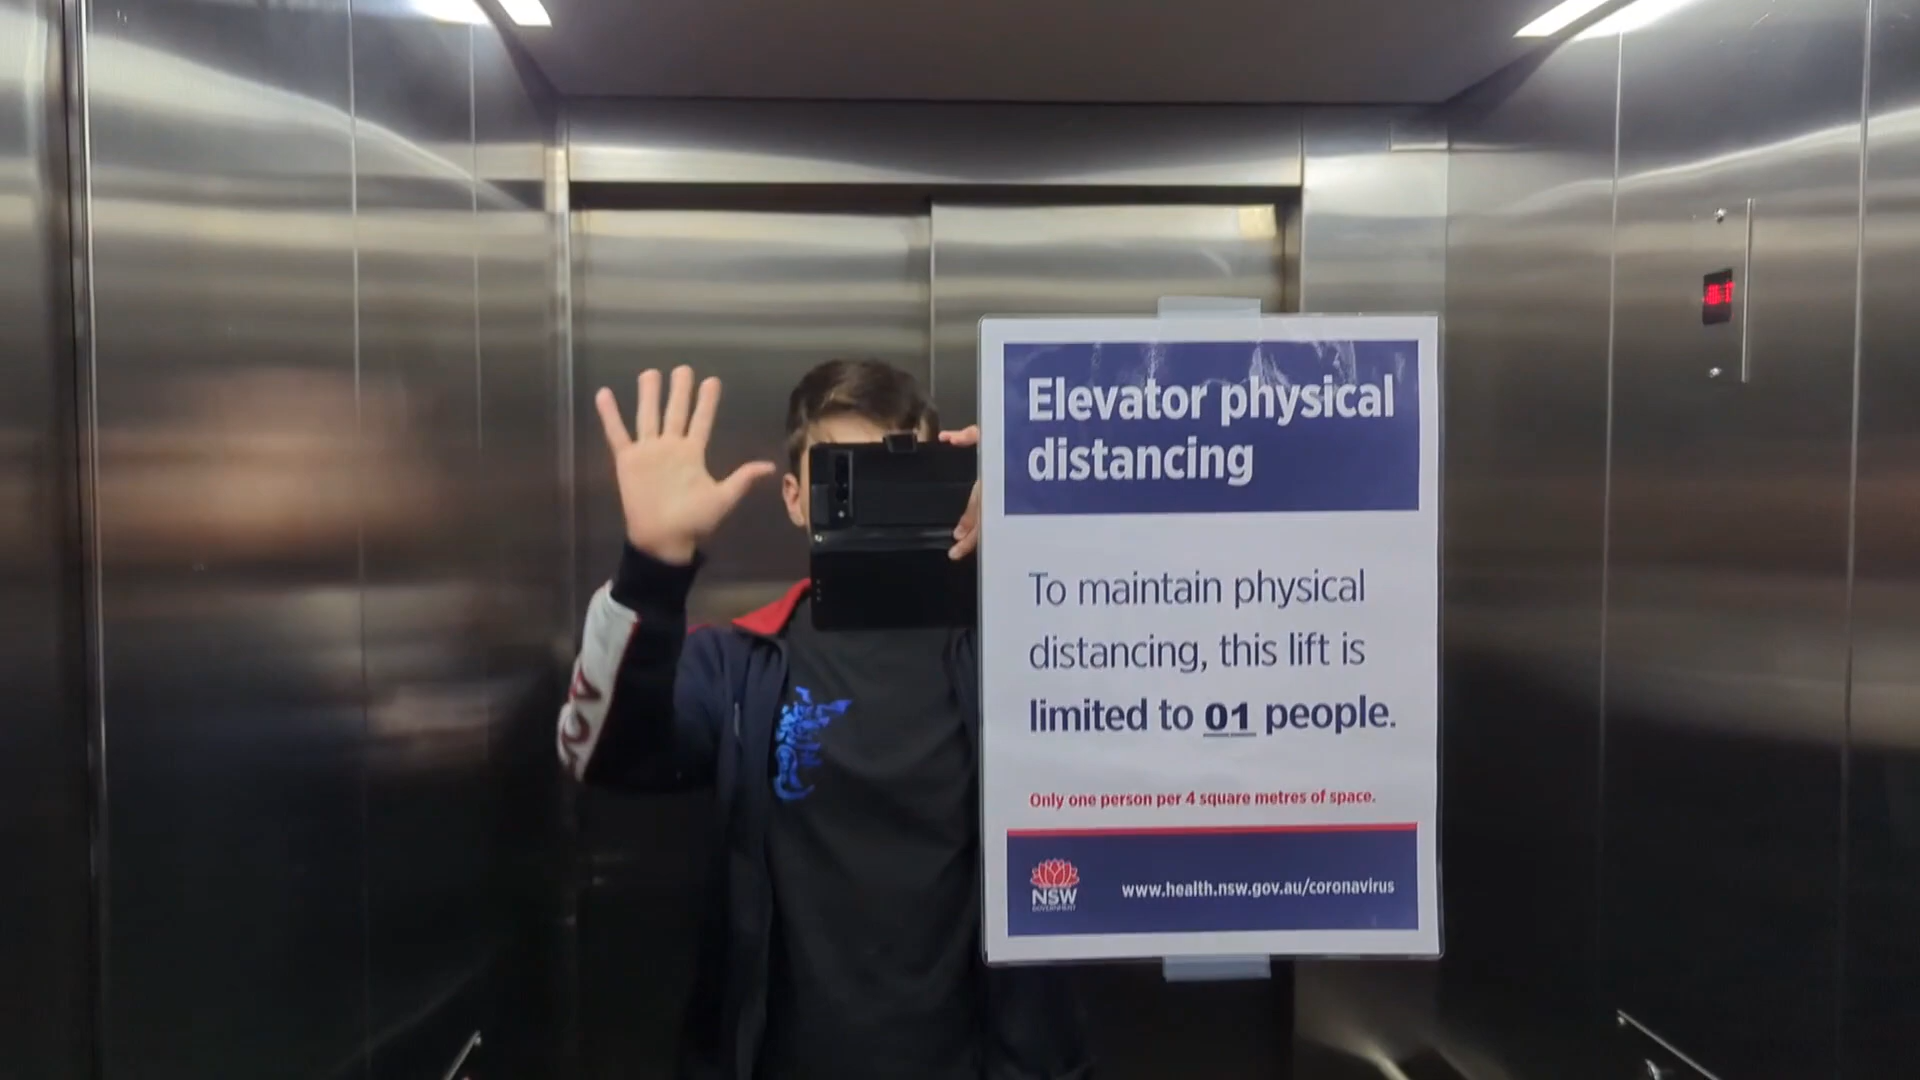 Elevator physical
distancing
To maintain physical
distancing, this lift is
limited to 01 people.
Only one person per 4 square metres of space.
NSW
GOVERNMENT
www.health.nsw.gov.au/coronavirus